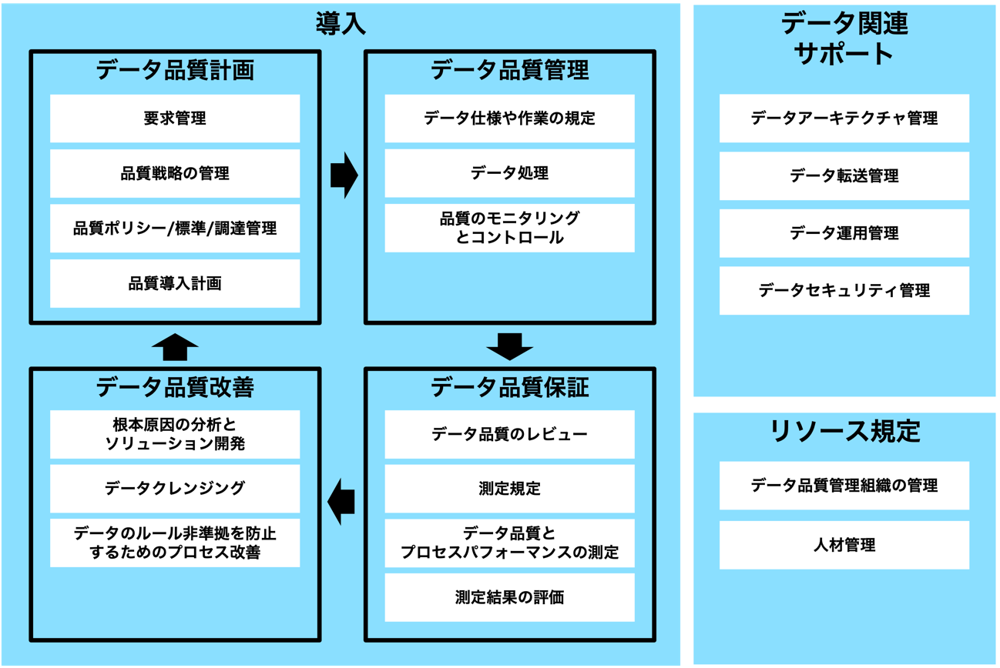 導入
データ品質計画
要求管理
品質戦略の管理
品質ポリシー/標準/調達管理
品質導入計画
データ品質管理
データ仕様や作業の規定
データ処理
品質のモニタリング
とコントロール
データ品質保証
データ品質のレビュー
測定規定
データ品質と
プロセスパフォーマンスの測定
測定結果の評価
データ品質改善
根本原因の分析と
ソリューション開発
データクレンジング
データのルール非準拠を防止
するためのプロセス改善
データ関連
サポート
データアーキテクチャ管理
データ転送管理
データ運用管理
データセキュリティ管理
リソース規定
データ品質管理組織の管理
人材管理